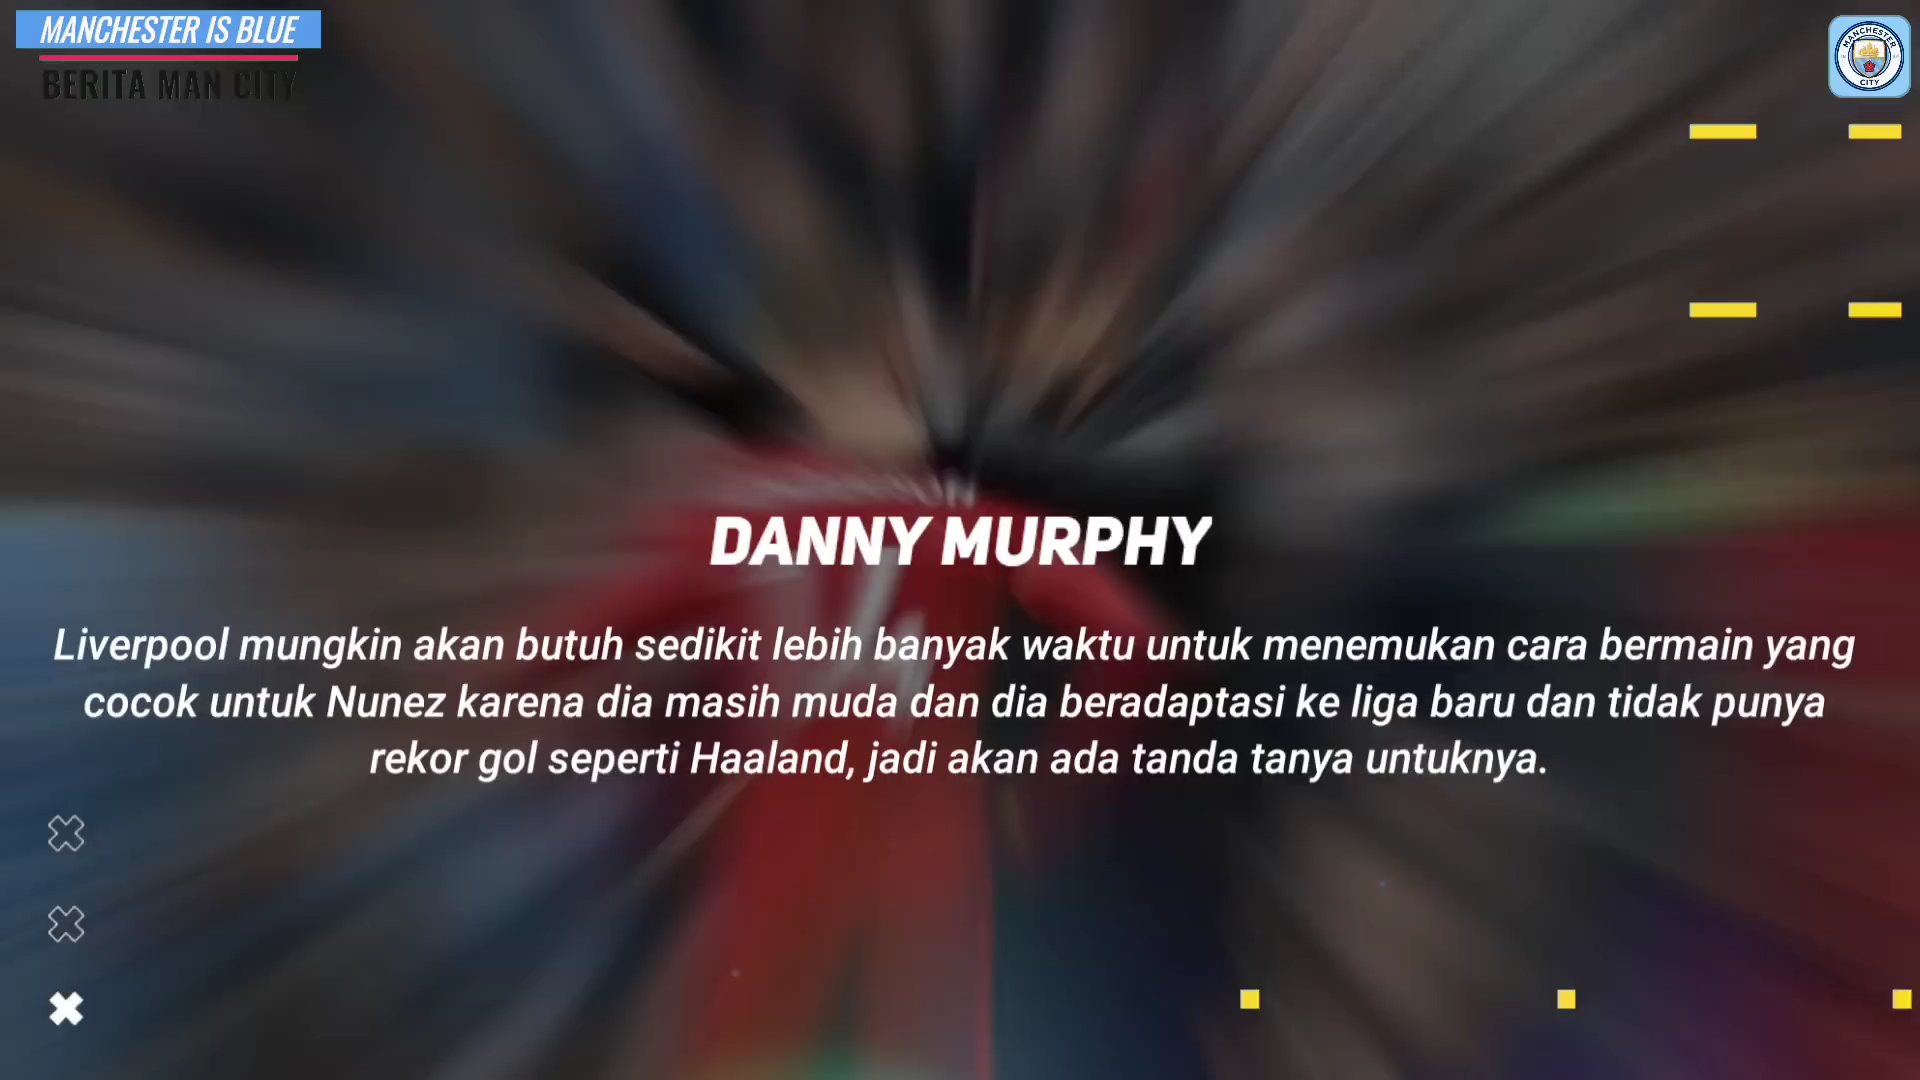 MANCHESTER IS BLUE
BERITA MAN CITY
MANCHESTER
CITY
DANNY MURPHY
Liverpool mungkin akan butuh sedikit lebih banyak waktu untuk menemukan cara bermain yang
cocok untuk Nunez karena dia masih muda dan dia beradaptasi ke liga baru dan tidak punya
rekor gol seperti Haaland, jadi akan ada tanda tanya untuknya.